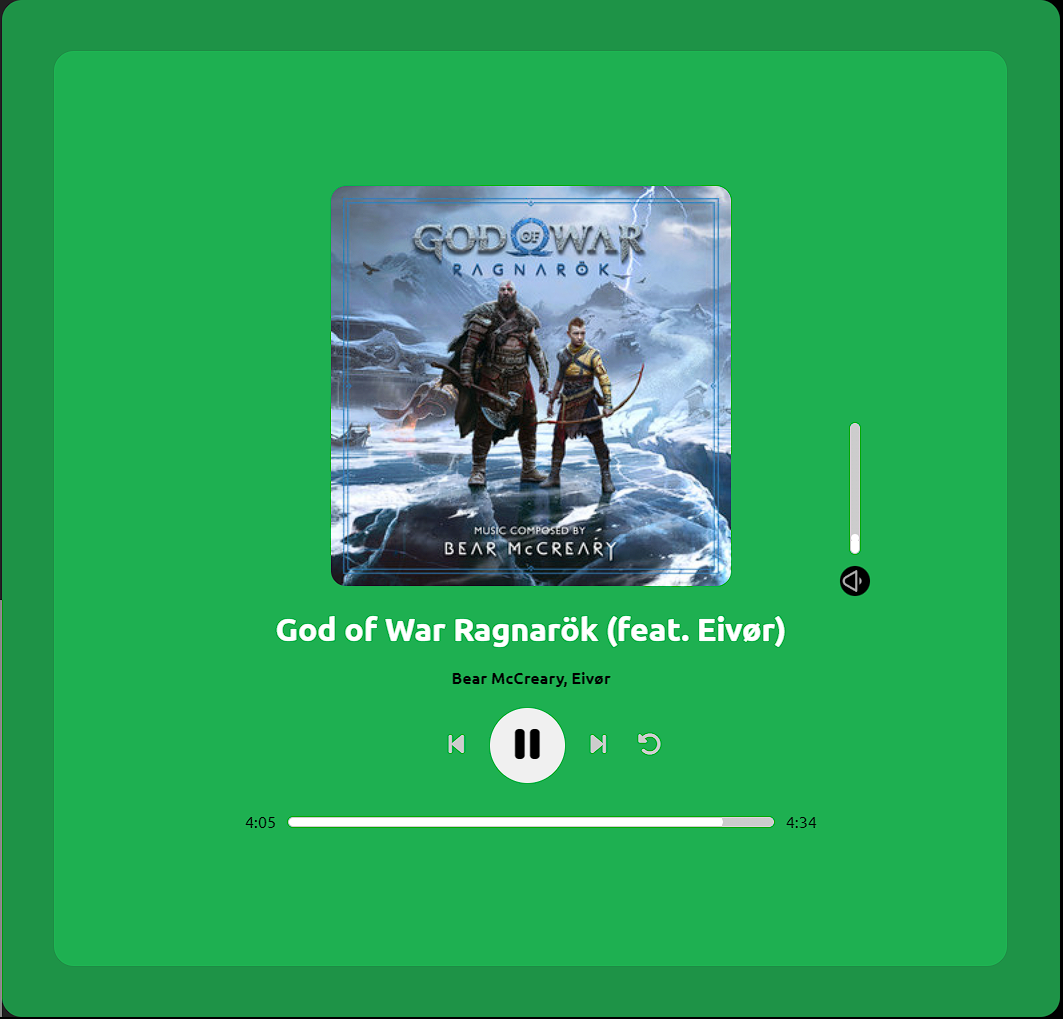 GOD OF WAR
RAGNARÖK
MUSIC COMPOSED BY
BEAR McCREARY
God of War Ragnarök (feat. Eivør)
Bear McCreary, Eivør
4:05
4:34